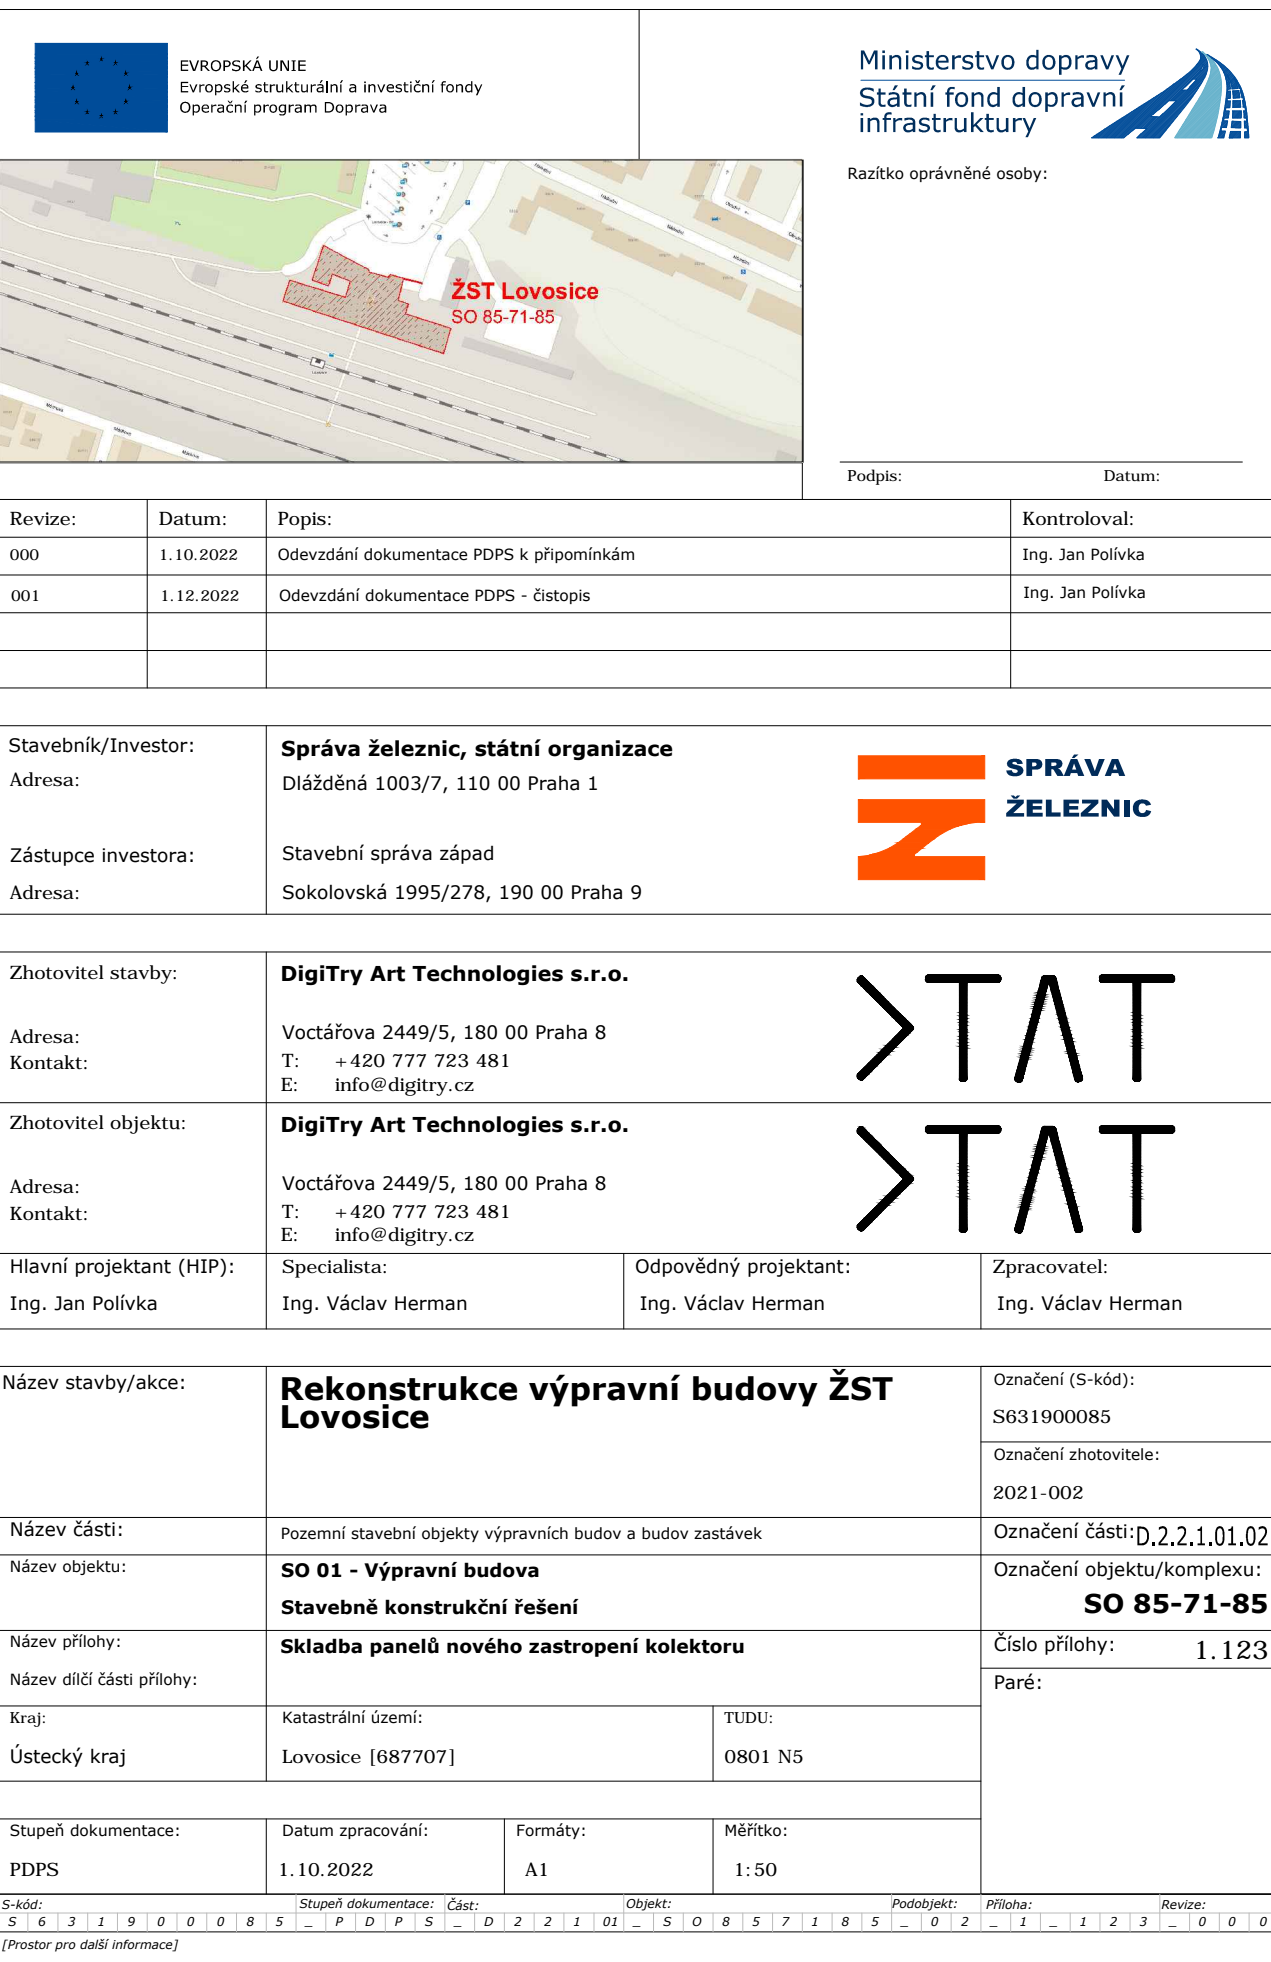 EVROPSKÁ UNIE
Evropské strukturální a investiční fondy
Operační program Doprava
Ministerstvo dopravy
Státní fond dopravní
infrastruktury
ŽST Lovosice
SO 85-71-85
Razítko oprávněné osoby:
Podpis: Datum:
Revize: Datum: Popis: Kontroloval:
000 1.10.2022 Odevzdání dokumentace PDPS k připomínkám Ing. Jan Polívka
001 1.12.2022 Odevzdání dokumentace PDPS - čistopis Ing. Jan Polívka
Stavebník/Investor: Správa železnic, státní organizace
Adresa: Dlážděná 1003/7, 110 00 Praha 1
SPRÁVA
ŽELEZNIC
Zástupce investora: Stavební správa západ
Adresa: Sokolovská 1995/278, 190 00 Praha 9
Zhotovitel stavby: DigiTry Art Technologies s.r.o.
Adresa: Voctářova 2449/5, 180 00 Praha 8
Kontakt: T: +420 777 723 481
E: info@digitry.cz
Zhotovitel objektu: DigiTry Art Technologies s.r.o.
Adresa: Voctářova 2449/5, 180 00 Praha 8
Kontakt: T: +420 777 723 481
E: info@digitry.cz
Hlavní projektant (HIP): Specialista: Odpovědný projektant: Zpracovatel:
Ing. Jan Polívka Ing. Václav Herman Ing. Václav Herman Ing. Václav Herman
Název stavby/akce: Rekonstrukce výpravní budovy ŽST
Lovosice
Označení (S-kód):
S631900085
Označení zhotovitele:
2021-002
Název části: Pozemní stavební objekty výpravních budov a budov zastávek Označení části: D.2.2.1.01.02
Název objektu: SO 01 - Výpravní budova Označení objektu/komplexu:
Stavebně konstrukční řešení SO 85-71-85
Název přílohy: Skladba panelů nového zastropení kolektoru Číslo přílohy: 1.123
Název dílčí části přílohy: Paré:
Kraj: Katastrální území: TUDU:
Ústecký kraj Lovosice [687707] 0801 N5
Stupeň dokumentace: Datum zpracování: Formáty: Měřítko:
PDPS 1.10.2022 A1 1:50
S-kód: Stupeň dokumentace: Část: Objekt: Podobjekt: Příloha: Revize:
S 6 3 1 9 0 0 0 8 5 _ P D P S _ D 2 2 1 01 _ S O 8 5 7 1 8 5 _ 0 2 _ 1 _ 1 2 3 _ 0 0 0
[Prostor pro další informace]